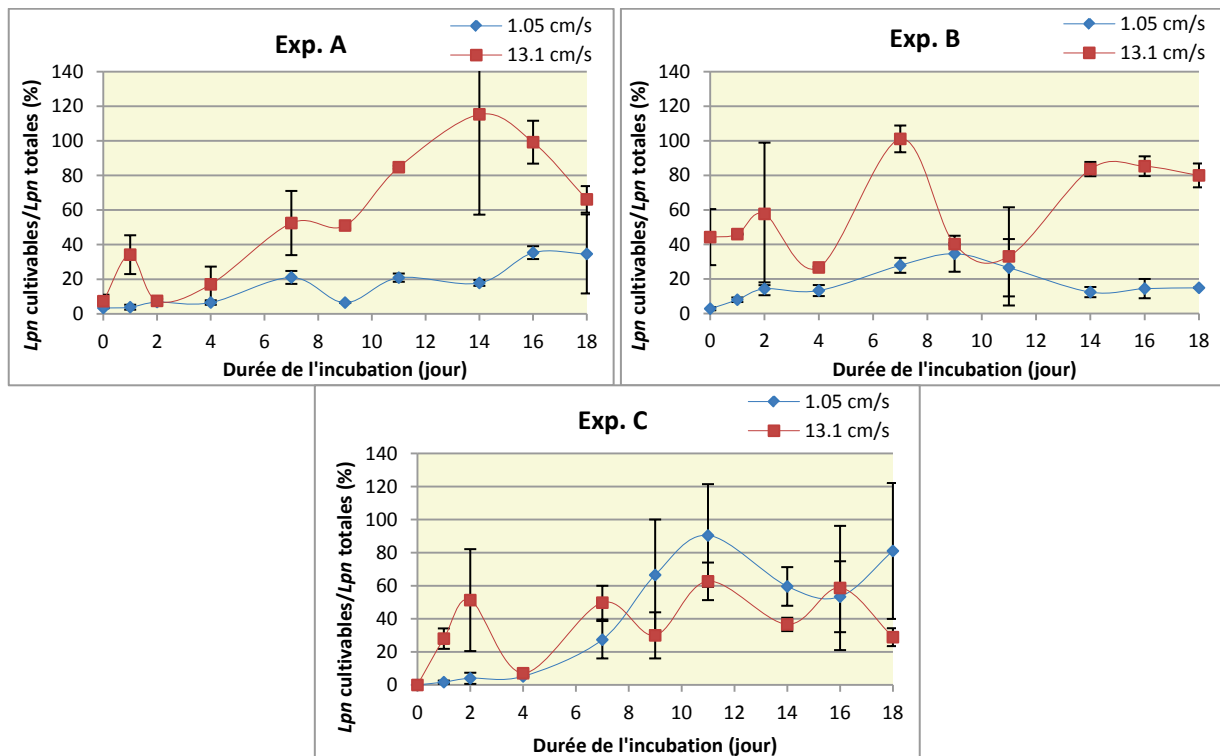 Exp. A
1.05 cm/s
13.1 cm/s
Lpn cultivables/Lpn totales (%)
140
120
100
80
60
40
20
0
0 2 4 6 8 10 12 14 16 18
Durée de l'incubation (jour)
Exp. B
1.05 cm/s
13.1 cm/s
Lpn cultivables/Lpn totales (%)
140
120
100
80
60
40
20
0
0 2 4 6 8 10 12 14 16 18
Durée de l'incubation (jour)
Exp. C
1.05 cm/s
13.1 cm/s
Lpn cultivables/Lpn totales (%)
140
120
100
80
60
40
20
0
0 2 4 6 8 10 12 14 16 18
Durée de l'incubation (jour)